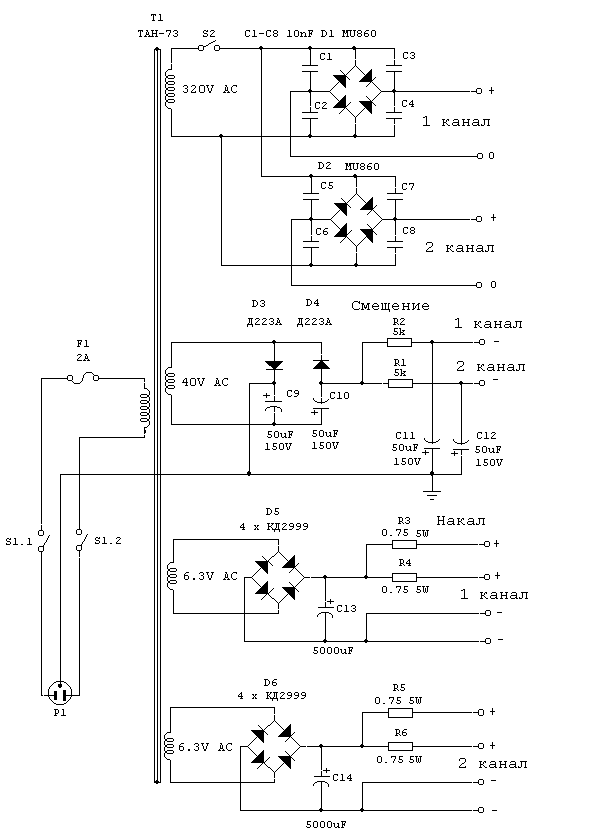 T1
ТАН-73
S2
C1-C8 10nF D1 MU860
C1
C3
320V AC
+
C2
C4
1 канал
0
D2 MU860
C5
C7
+
C6
C8
2 канал
0
D3
D4
Смещение
Д223А
Д223А
R2
5k
1 канал
-
F1
2A
R1
5k
2 канал
-
40V AC
+
C9
C10
+
50uF
150V
50uF
150V
C11
50uF
+
150V
C12
50uF
+
150V
D5
4 x КД2999
R3
0.75 5W
Накал
+
S1.1
S1.2
6.3V AC
R4
0.75 5W
+
1 канал
+
C13
-
5000uF
-
P1
D6
4 x КД2999
R5
0.75 5W
+
6.3V AC
R6
0.75 5W
+
2 канал
+
C14
-
5000uF
-